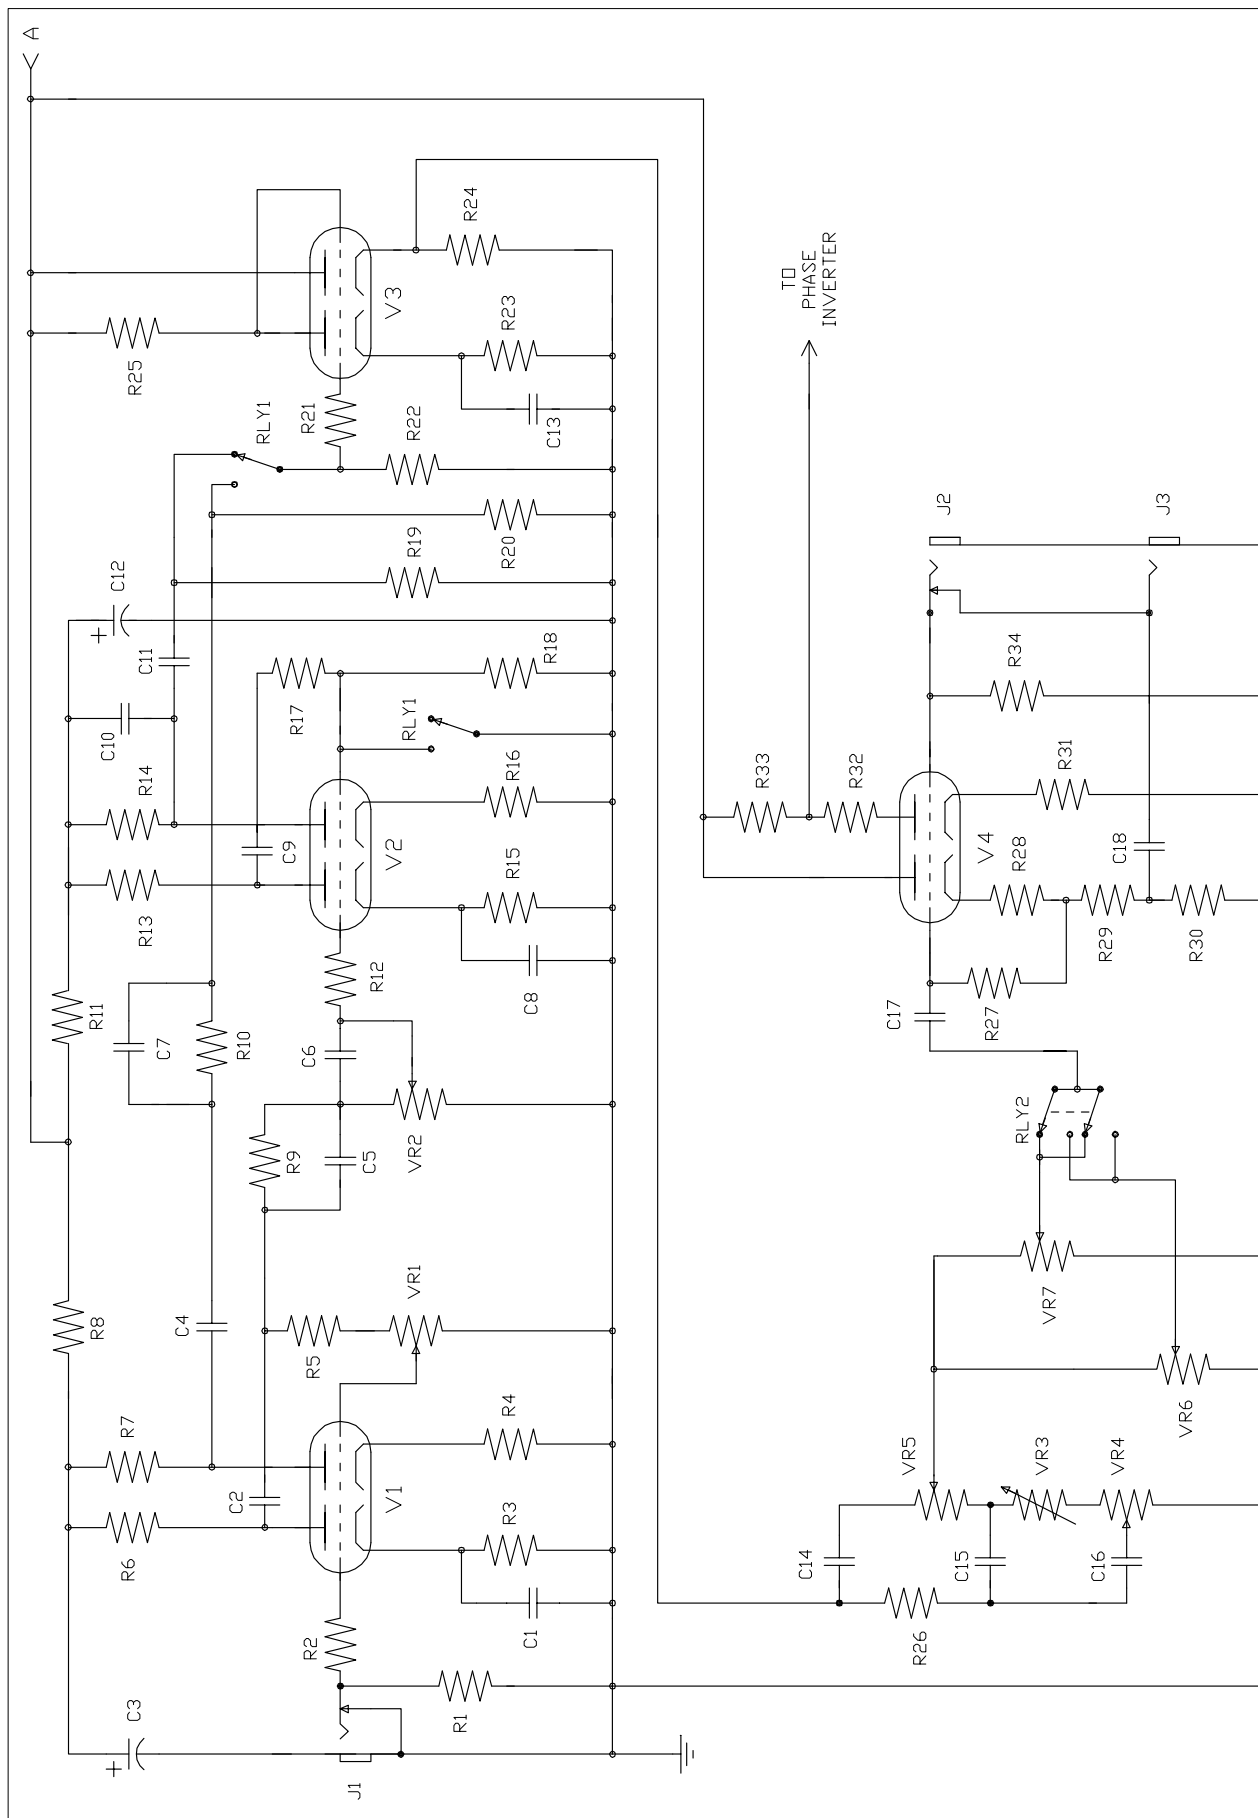 A
C3
J1
R1
R2
C1
R3
R4
V1
R6
R7
C2
C4
R5
VR1
R8
R9
C5
VR2
C6
C7
R10
R11
R12
C8
R15
R16
V2
R13
R14
C9
C10
C11
C12
R17
R18
RLY1
R19
R20
RLY1
R21
R22
C13
R23
R24
V3
R25
TO
PHASE
INVERTER
R33
R32
V4
R28
R31
R29
R30
R27
C17
C18
R34
J2
J3
RLY2
VR7
VR6
VR5
VR3
VR4
C14
C15
C16
R26